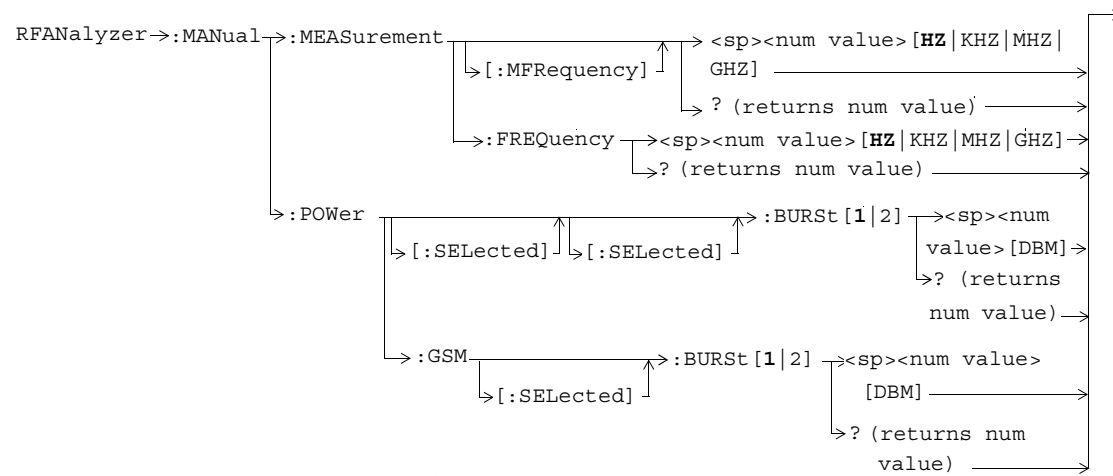 RFANalyzer :MANual :MEASurement <sp><num value>[HZ|KHZ|MHZ|
[:MFRequency] GHZ]
? (returns num value)
:FREQuency <sp><num value>[HZ|KHZ|MHZ|GHZ]
? (returns num value)
:POWer :BURSt[1|2] <sp><num
[:SELected] [:SELected] value>[DBM]
? (returns
num value)
:GSM :BURSt[1|2] <sp><num value>
[:SELected] [DBM]
? (returns num
value)